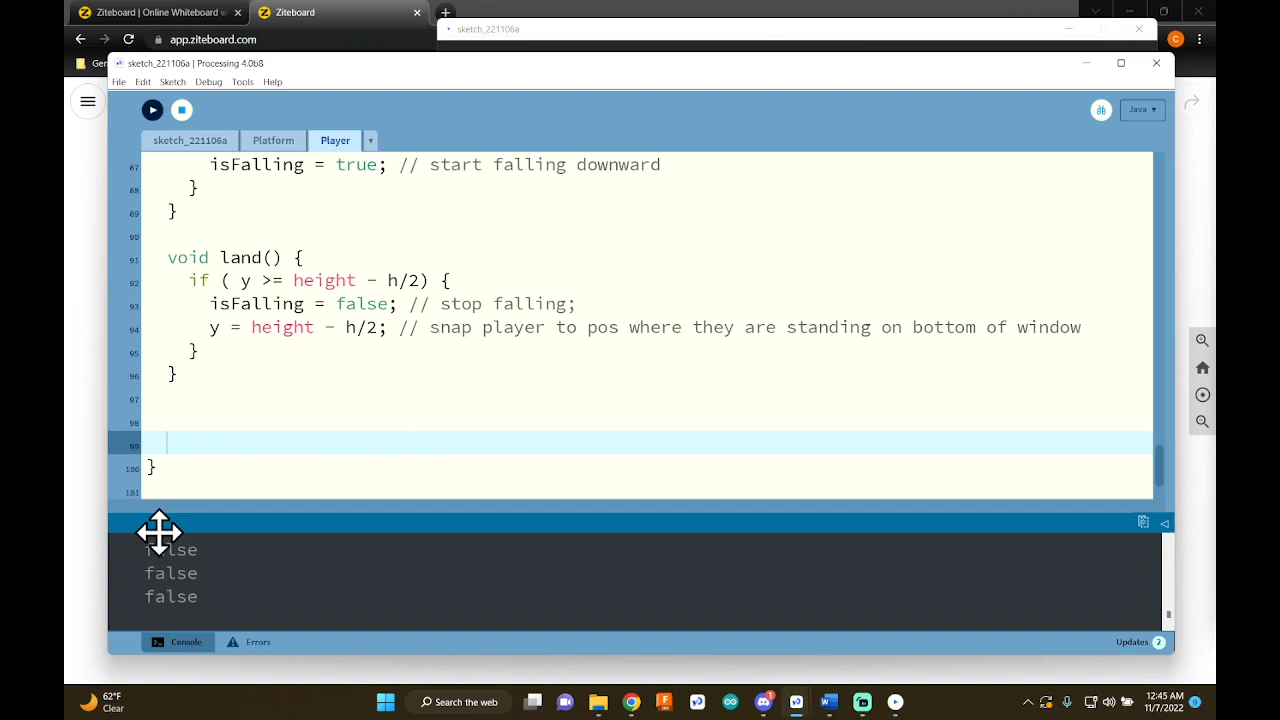 Ziteboard | Online Whiteboard
Ziteboard
sketch_221106a
app.ziteboard.com
C
Gen
sketch_221106a | Processing 4.0b8
File Edit Sketch Debug Tools Help
Java
sketch_221106a Platform Player
87 isFalling = true; // start falling downward
88 }
89 }
90
91 void land() {
92 if ( y >= height - h/2) {
93 isFalling = false; // stop falling;
94 y = height - h/2; // snap player to pos where they are standing on bottom of window
95 }
96 }
97
98
99
100 }
101
false
false
false
Console Errors Updates 2
62°F
Clear
Search the web
1
12:45 AM
11/7/2022
9